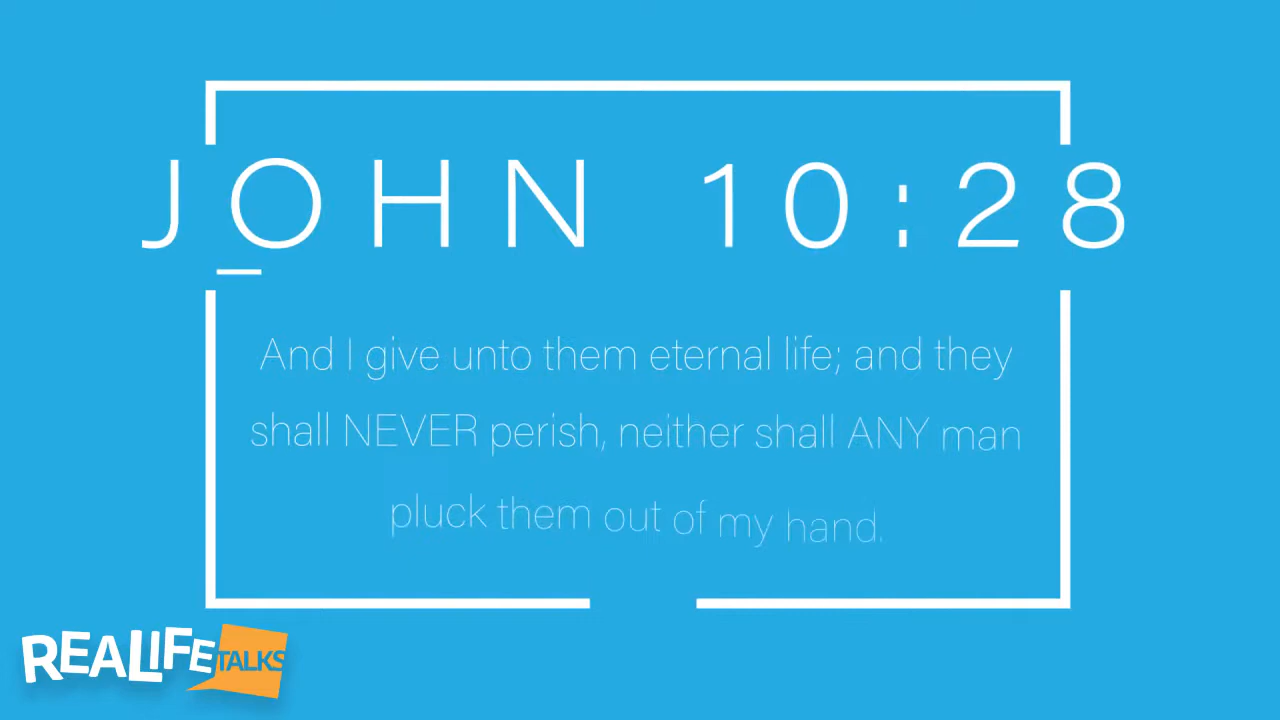 JOHN 10:28
And I give unto them eternal life; and they
shall NEVER perish, neither shall ANY man
pluck them out of my hand.
REALIFE TALKS